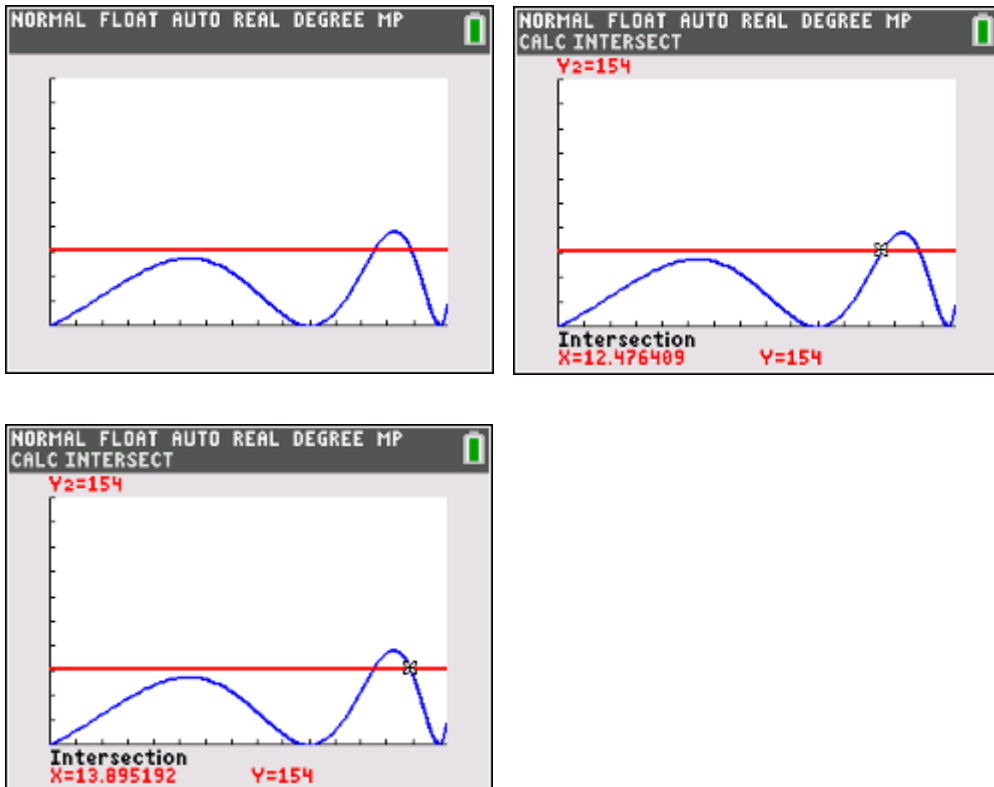 NORMAL FLOAT AUTO REAL DEGREE MP
NORMAL FLOAT AUTO REAL DEGREE MP
CALC INTERSECT
Y2=154
Intersection
X=12.476409 Y=154
NORMAL FLOAT AUTO REAL DEGREE MP
CALC INTERSECT
Y2=154
Intersection
X=13.895192 Y=154